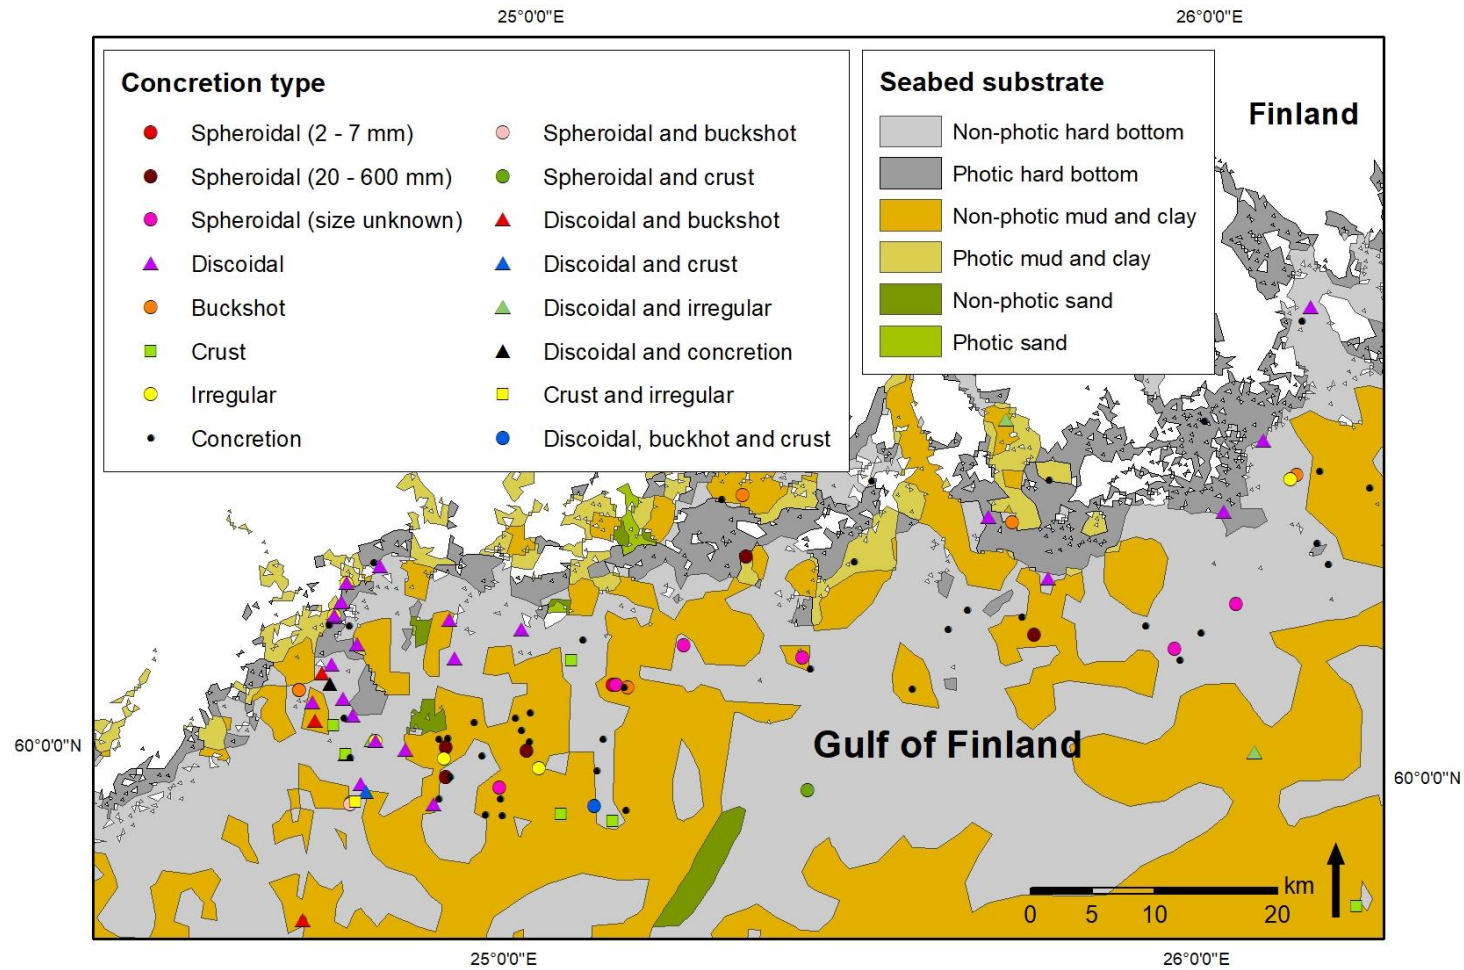 25°0'0"E 26°0'0"E
Concretion type
Spheroidal (2 - 7 mm)
Spheroidal (20 - 600 mm)
Spheroidal (size unknown)
Discoidal
Buckshot
Crust
Irregular
Concretion
Spheroidal and buckshot
Spheroidal and crust
Discoidal and buckshot
Discoidal and crust
Discoidal and irregular
Discoidal and concretion
Crust and irregular
Discoidal, buckhot and crust
Seabed substrate
Non-photic hard bottom
Photic hard bottom
Non-photic mud and clay
Photic mud and clay
Non-photic sand
Photic sand
Finland
60°0'0"N
Gulf of Finland
60°0'0"N
km
0 5 10 20
25°0'0"E 26°0'0"E